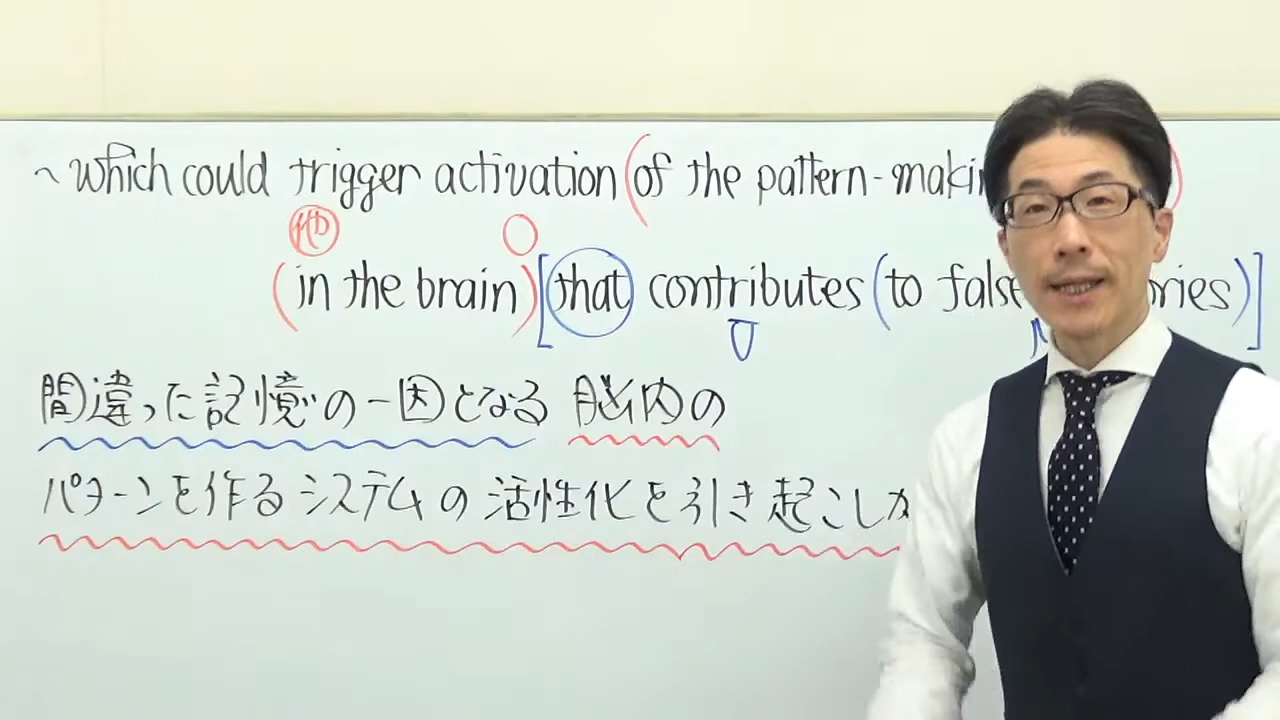 ~ which could trigger activation (of the pattern-maki )
他 O
(in the brain) [that contributes (to false ries)]
V M
間違った記憶の一因となる 脳内の
パターンを作るシステムの活性化を引き起こしか